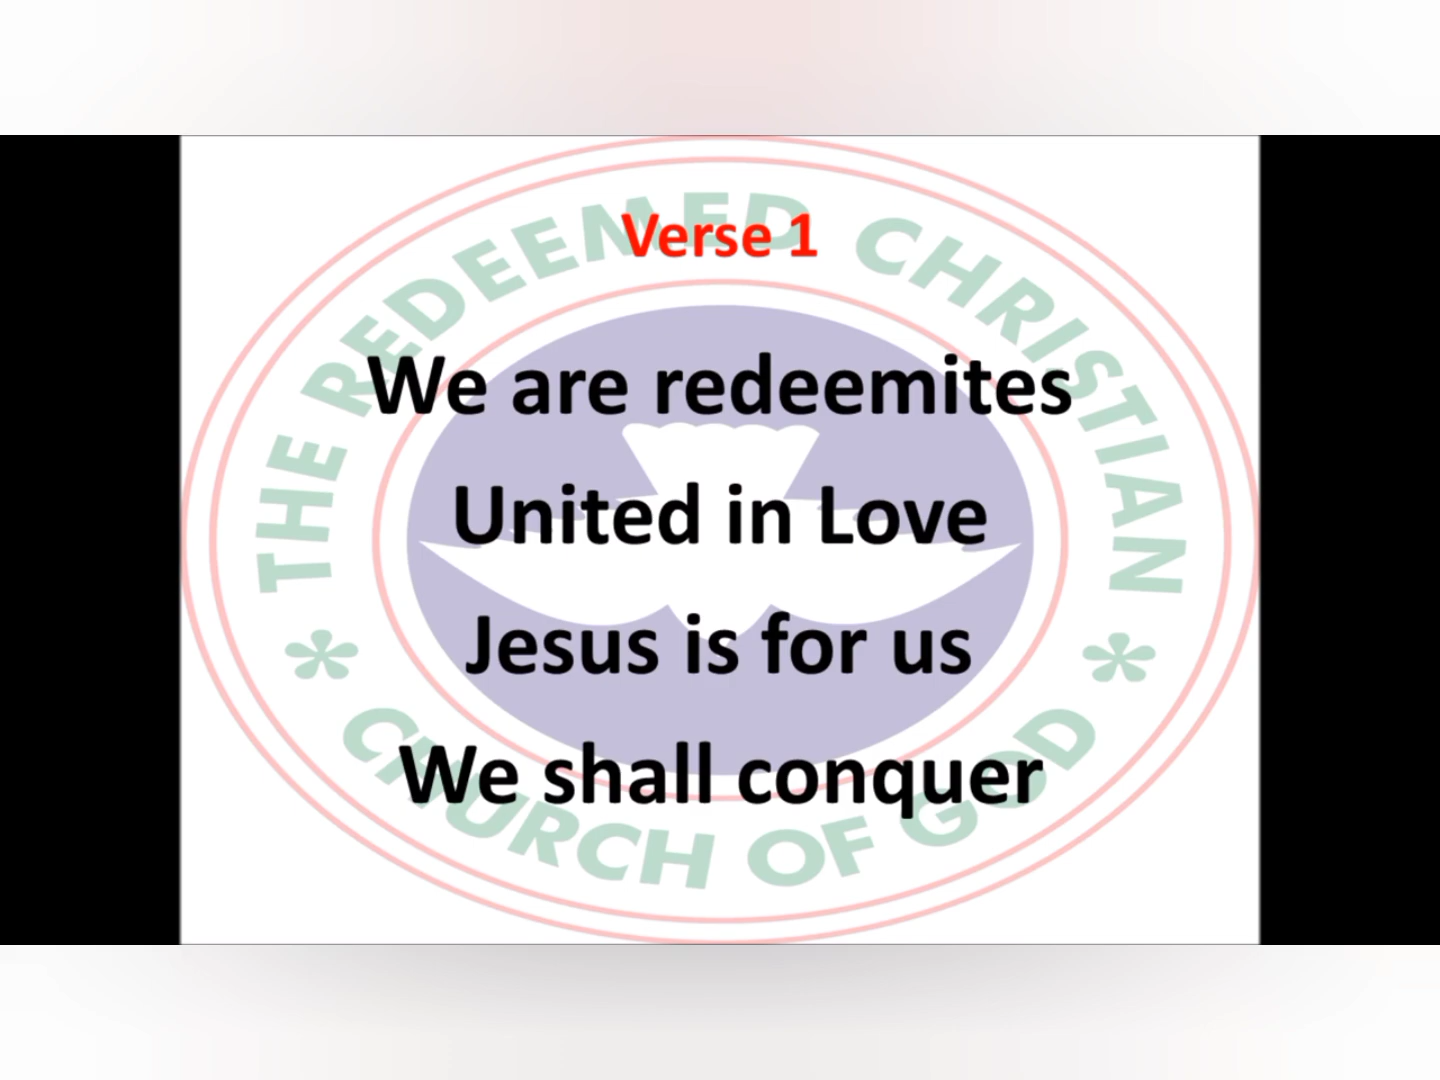 THE REDEEMED CHRISTIAN
Verse 1
We are redeemites
United in Love
Jesus is for us
We shall conquer
* CHURCH OF GOD *